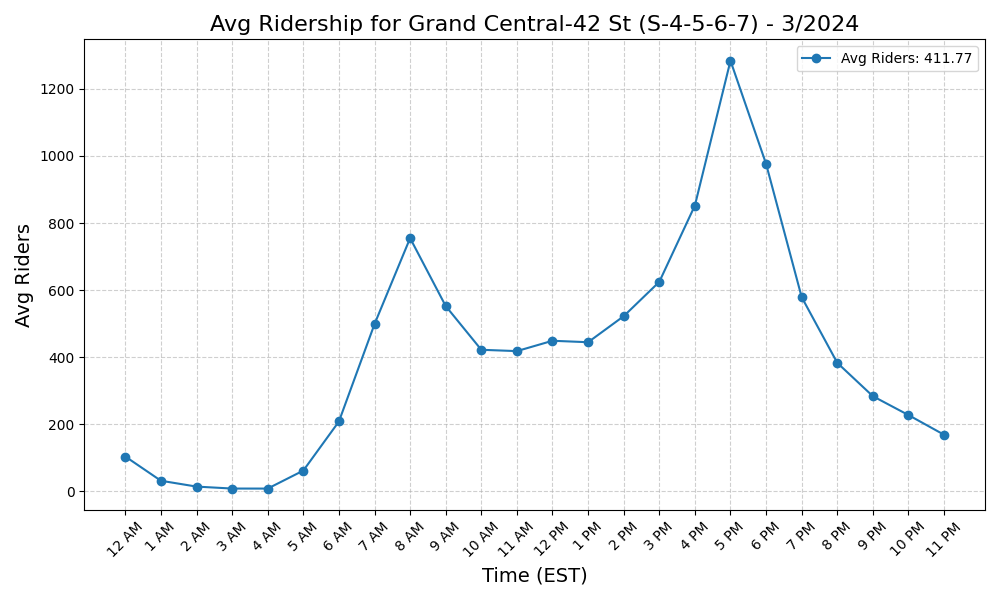 Avg Ridership for Grand Central-42 St (S-4-5-6-7) - 3/2024
Avg Riders: 411.77
Avg Riders
1200
1000
800
600
400
200
0
12 AM
1 AM
2 AM
3 AM
4 AM
5 AM
6 AM
7 AM
8 AM
9 AM
10 AM
11 AM
12 PM
1 PM
2 PM
3 PM
4 PM
5 PM
6 PM
7 PM
8 PM
9 PM
10 PM
11 PM
Time (EST)